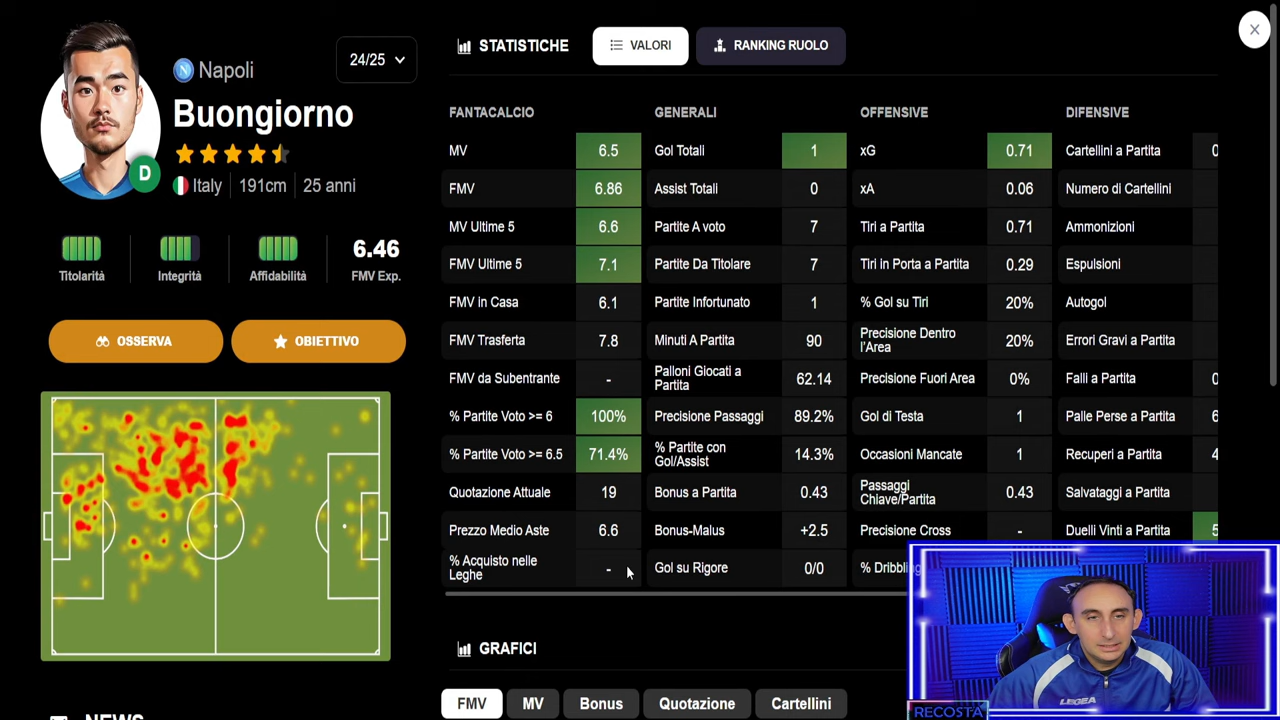 Napoli
Buongiorno
D
Italy 191cm 25 anni
24/25
Titolarità
Integrità
Affidabilità
6.46
FMV Exp.
OSSERVA
OBIETTIVO
NEWS
STATISTICHE
VALORI
RANKING RUOLO
FANTACALCIO
MV 6.5
FMV 6.86
MV Ultime 5 6.6
FMV Ultime 5 7.1
FMV in Casa 6.1
FMV Trasferta 7.8
FMV da Subentrante -
% Partite Voto >= 6 100%
% Partite Voto >= 6.5 71.4%
Quotazione Attuale 19
Prezzo Medio Aste 6.6
% Acquisto nelle
Leghe -
GENERALI
Gol Totali 1
Assist Totali 0
Partite A voto 7
Partite Da Titolare 7
Partite Infortunato 1
Minuti A Partita 90
Palloni Giocati a
Partita 62.14
Precisione Passaggi 89.2%
% Partite con
Gol/Assist 14.3%
Bonus a Partita 0.43
Bonus-Malus +2.5
Gol su Rigore 0/0
OFFENSIVE
xG 0.71
xA 0.06
Tiri a Partita 0.71
Tiri in Porta a Partita 0.29
% Gol su Tiri 20%
Precisione Dentro
l'Area 20%
Precisione Fuori Area 0%
Gol di Testa 1
Occasioni Mancate 1
Passaggi
Chiave/Partita 0.43
Precisione Cross -
% Dribbling
DIFENSIVE
Cartellini a Partita 0
Numero di Cartellini
Ammonizioni
Espulsioni
Autogol
Errori Gravi a Partita
Falli a Partita 0
Palle Perse a Partita 6
Recuperi a Partita 4
Salvataggi a Partita
Duelli Vinti a Partita 5
GRAFICI
FMV
MV
Bonus
Quotazione
Cartellini
LEGEA
RECOSTA